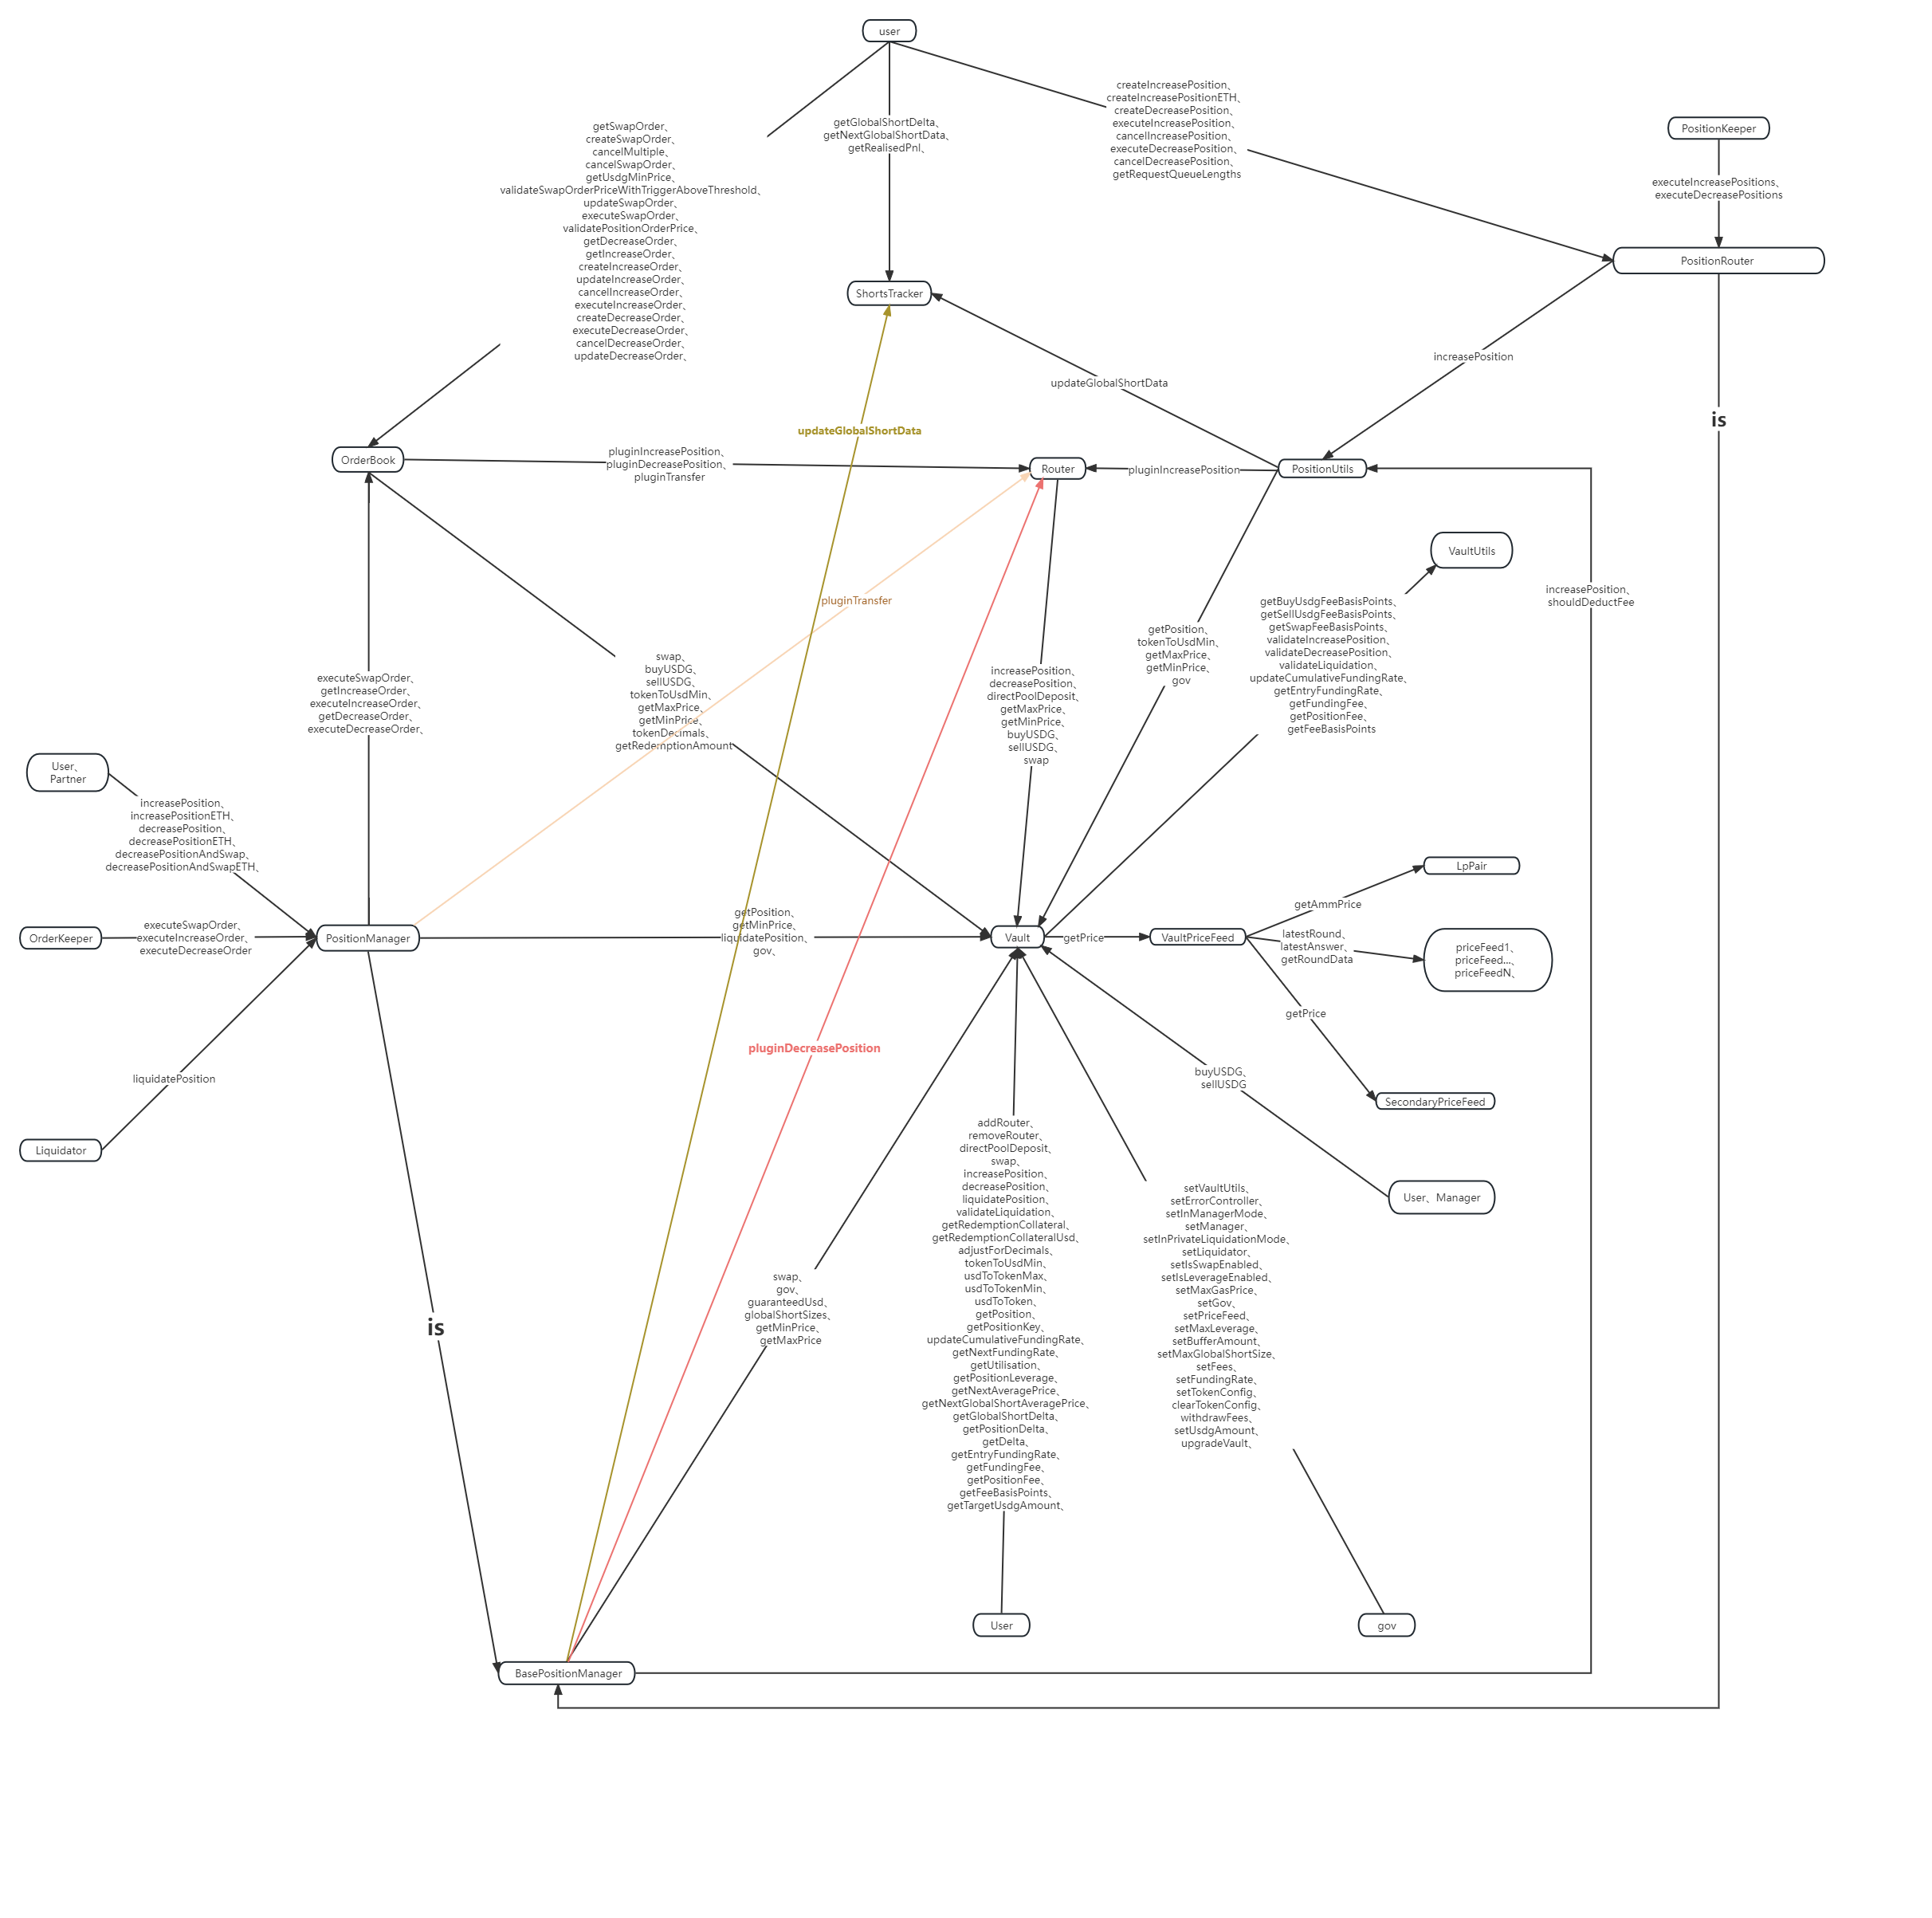 user
createIncreasePosition、
createIncreasePositionETH、
createDecreasePosition、
executeIncreasePosition、
cancelIncreasePosition、
executeDecreasePosition、
cancelDecreasePosition、
getRequestQueueLengths
getGlobalShortDelta、
getNextGlobalShortData、
getRealisedPnl、
getSwapOrder、
createSwapOrder、
cancelMultiple、
cancelSwapOrder、
getUsdgMinPrice、
validateSwapOrderPriceWithTriggerAboveThreshold、
updateSwapOrder、
executeSwapOrder、
validatePositionOrderPrice、
getDecreaseOrder、
getIncreaseOrder、
createIncreaseOrder、
updateIncreaseOrder、
cancelIncreaseOrder、
executeIncreaseOrder、
createDecreaseOrder、
executeDecreaseOrder、
cancelDecreaseOrder、
updateDecreaseOrder、
PositionKeeper
executeIncreasePositions、
executeDecreasePositions
PositionRouter
ShortsTracker
increasePosition
updateGlobalShortData
is
updateGlobalShortData
OrderBook
pluginIncreasePosition、
pluginDecreasePosition、
pluginTransfer
Router
pluginIncreasePosition
PositionUtils
VaultUtils
increasePosition、
shouldDeductFee
pluginTransfer
getBuyUsdgFeeBasisPoints、
getSellUsdgFeeBasisPoints、
getSwapFeeBasisPoints、
validateIncreasePosition、
validateDecreasePosition、
validateLiquidation、
updateCumulativeFundingRate、
getEntryFundingRate、
getFundingFee、
getPositionFee、
getFeeBasisPoints
getPosition、
tokenToUsdMin、
getMaxPrice、
getMinPrice、
gov
swap、
buyUSDG、
sellUSDG、
tokenToUsdMin、
getMaxPrice、
getMinPrice、
tokenDecimals、
getRedemptionAmount
increasePosition、
decreasePosition、
directPoolDeposit、
getMaxPrice、
getMinPrice、
buyUSDG、
sellUSDG、
swap
executeSwapOrder、
getIncreaseOrder、
executeIncreaseOrder、
getDecreaseOrder、
executeDecreaseOrder、
User、
Partner
increasePosition、
increasePositionETH、
decreasePosition、
decreasePositionETH、
decreasePositionAndSwap、
decreasePositionAndSwapETH、
LpPair
getAmmPrice
OrderKeeper
executeSwapOrder、
executeIncreaseOrder、
executeDecreaseOrder
PositionManager
getPosition、
getMinPrice、
liquidatePosition、
gov、
Vault
getPrice
VaultPriceFeed
latestRound、
latestAnswer、
getRoundData
priceFeed1、
priceFeed...、
priceFeedN、
getPrice
pluginDecreasePosition
liquidatePosition
buyUSDG、
sellUSDG
SecondaryPriceFeed
Liquidator
User、Manager
addRouter、
removeRouter、
directPoolDeposit、
swap、
increasePosition、
decreasePosition、
liquidatePosition、
validateLiquidation、
getRedemptionCollateral、
getRedemptionCollateralUsd、
adjustForDecimals、
tokenToUsdMin、
usdToTokenMax、
usdToTokenMin、
usdToToken、
getPosition、
getPositionKey、
updateCumulativeFundingRate、
getNextFundingRate、
getUtilisation、
getPositionLeverage、
getNextAveragePrice、
getNextGlobalShortAveragePrice、
getGlobalShortDelta、
getPositionDelta、
getDelta、
getEntryFundingRate、
getFundingFee、
getPositionFee、
getFeeBasisPoints、
getTargetUsdgAmount、
setVaultUtils、
setErrorController、
setInManagerMode、
setManager、
setInPrivateLiquidationMode、
setLiquidator、
setIsSwapEnabled、
setIsLeverageEnabled、
setMaxGasPrice、
setGov、
setPriceFeed、
setMaxLeverage、
setBufferAmount、
setMaxGlobalShortSize、
setFees、
setFundingRate、
setTokenConfig、
clearTokenConfig、
withdrawFees、
setUsdgAmount、
upgradeVault、
swap、
gov、
guaranteedUsd、
globalShortSizes、
getMinPrice、
getMaxPrice
is
User
gov
BasePositionManager